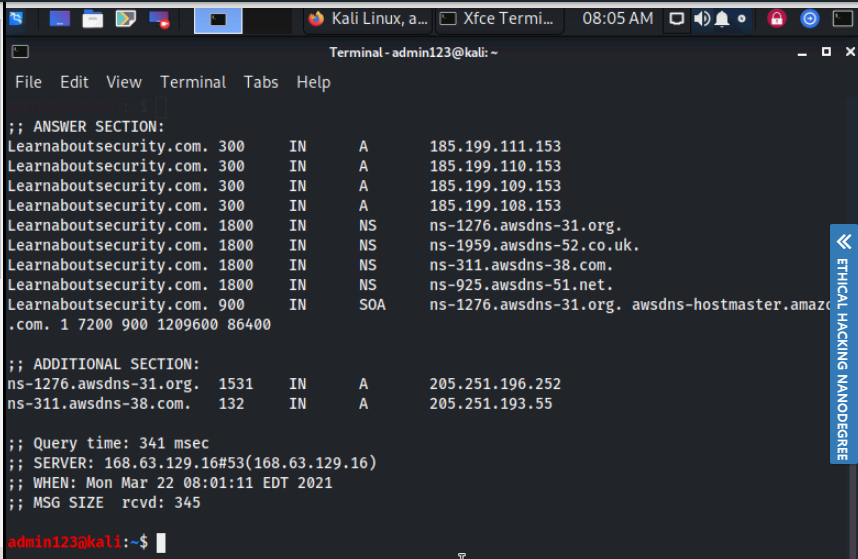 Kali Linux, a...
Xfce Termi...
08:05 AM
Terminal - admin123@kali: ~
File Edit View Terminal Tabs Help
;; ANSWER SECTION:
Learnaboutsecurity.com. 300 IN A 185.199.111.153
Learnaboutsecurity.com. 300 IN A 185.199.110.153
Learnaboutsecurity.com. 300 IN A 185.199.109.153
Learnaboutsecurity.com. 300 IN A 185.199.108.153
Learnaboutsecurity.com. 1800 IN NS ns-1276.awsdns-31.org.
Learnaboutsecurity.com. 1800 IN NS ns-1959.awsdns-52.co.uk.
Learnaboutsecurity.com. 1800 IN NS ns-311.awsdns-38.com.
Learnaboutsecurity.com. 1800 IN NS ns-925.awsdns-51.net.
Learnaboutsecurity.com. 900 IN SOA ns-1276.awsdns-31.org. awsdns-hostmaster.amaz
.com. 1 7200 900 1209600 86400
;; ADDITIONAL SECTION:
ns-1276.awsdns-31.org. 1531 IN A 205.251.196.252
ns-311.awsdns-38.com. 132 IN A 205.251.193.55
;; Query time: 341 msec
;; SERVER: 168.63.129.16#53(168.63.129.16)
;; WHEN: Mon Mar 22 08:01:11 EDT 2021
;; MSG SIZE rcvd: 345
admin123@kali:~$
ETHICAL HACKING NANODEGREE